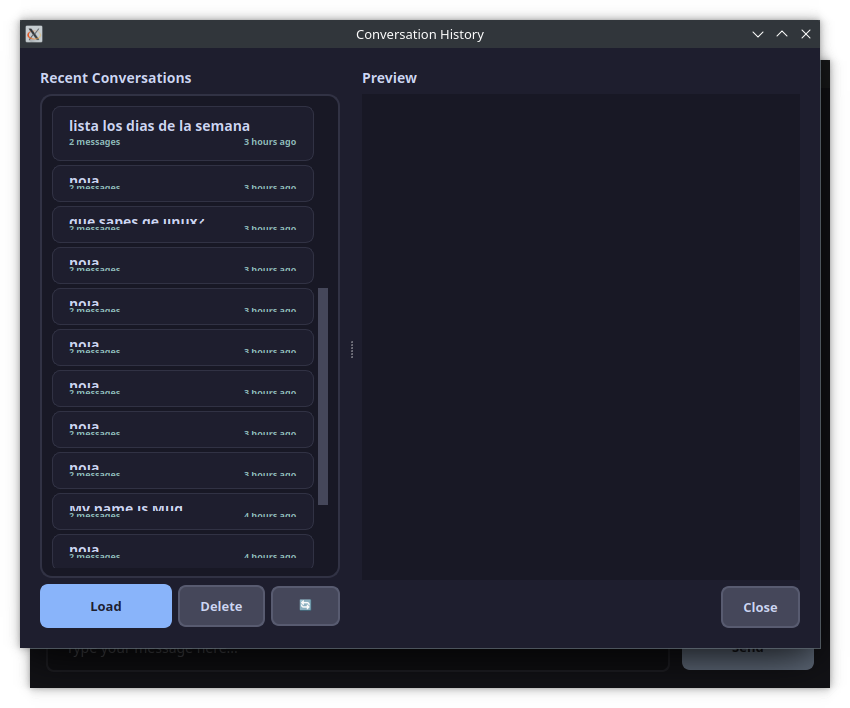 Conversation History
Recent Conversations
Preview
lista los dias de la semana
2 messages 3 hours ago
hola
2 messages 3 hours ago
que sabes de linux?
2 messages 3 hours ago
hola
2 messages 3 hours ago
hola
2 messages 3 hours ago
hola
2 messages 3 hours ago
hola
2 messages 3 hours ago
hola
2 messages 3 hours ago
hola
2 messages 3 hours ago
My name is Mug
2 messages 4 hours ago
hola
2 messages 4 hours ago
Load
Delete
Close
Type your message here...
Send